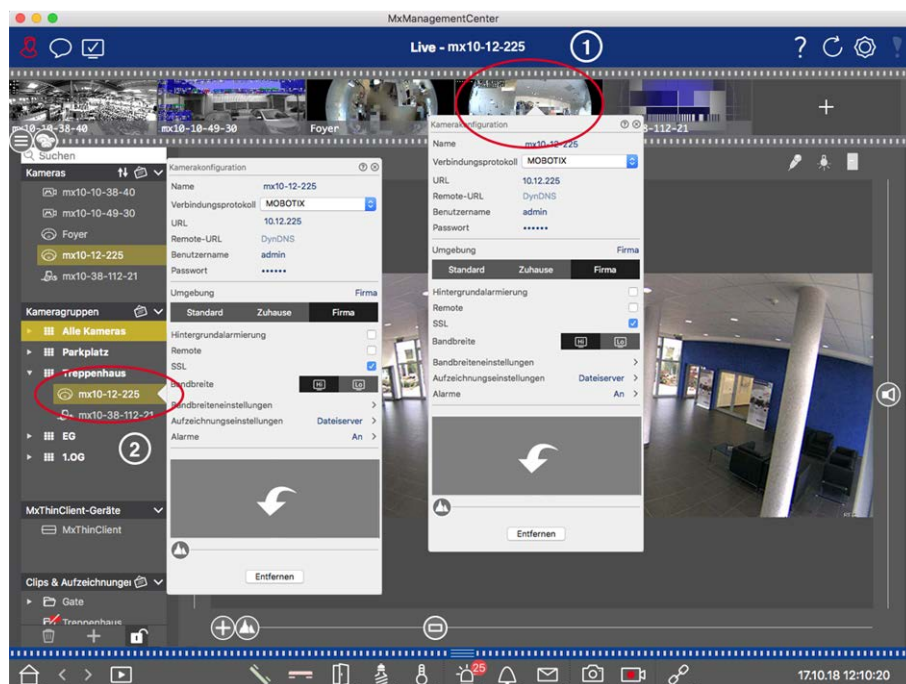 MxManagementCenter
Live - mx10-12-225
1
?
mx10-10-38-40
mx10-10-49-30
Foyer
8-112-21
+
Suchen
Kameras
mx10-10-38-40
mx10-10-49-30
Foyer
mx10-12-225
mx10-38-112-21
Kameragruppen
Alle Kameras
Parkplatz
Treppenhaus
mx10-12-225
mx10-38-112-21
EG
1.OG
2
MxThinClient-Geräte
MxThinClient
Clips & Aufzeichnungen
Gate
Treppenhaus
Kamerakonfiguration
Name mx10-12-225
Verbindungsprotokoll MOBOTIX
URL 10.12.225
Remote-URL DynDNS
Benutzername admin
Passwort ••••••
Umgebung Firma
Standard Zuhause Firma
Hintergrundalarmierung
Remote
SSL
Bandbreite Hi Lo
Bandbreiteneinstellungen >
Aufzeichnungseinstellungen Dateiserver >
Alarme An >
Entfernen
Kamerakonfiguration
Name mx10-12-225
Verbindungsprotokoll MOBOTIX
URL 10.12.225
Remote-URL DynDNS
Benutzername admin
Passwort ••••••
Umgebung Firma
Standard Zuhause Firma
Hintergrundalarmierung
Remote
SSL
Bandbreite Hi Lo
Bandbreiteneinstellungen >
Aufzeichnungseinstellungen Dateiserver >
Alarme An >
Entfernen
25
17.10.18 12:10:20